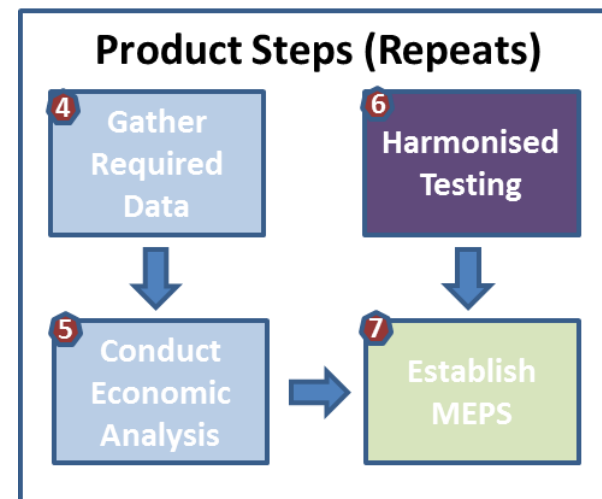 Product Steps (Repeats)
4
Gather
Required
Data
6
Harmonised
Testing
5
Conduct
Economic
Analysis
7
Establish
MEPS